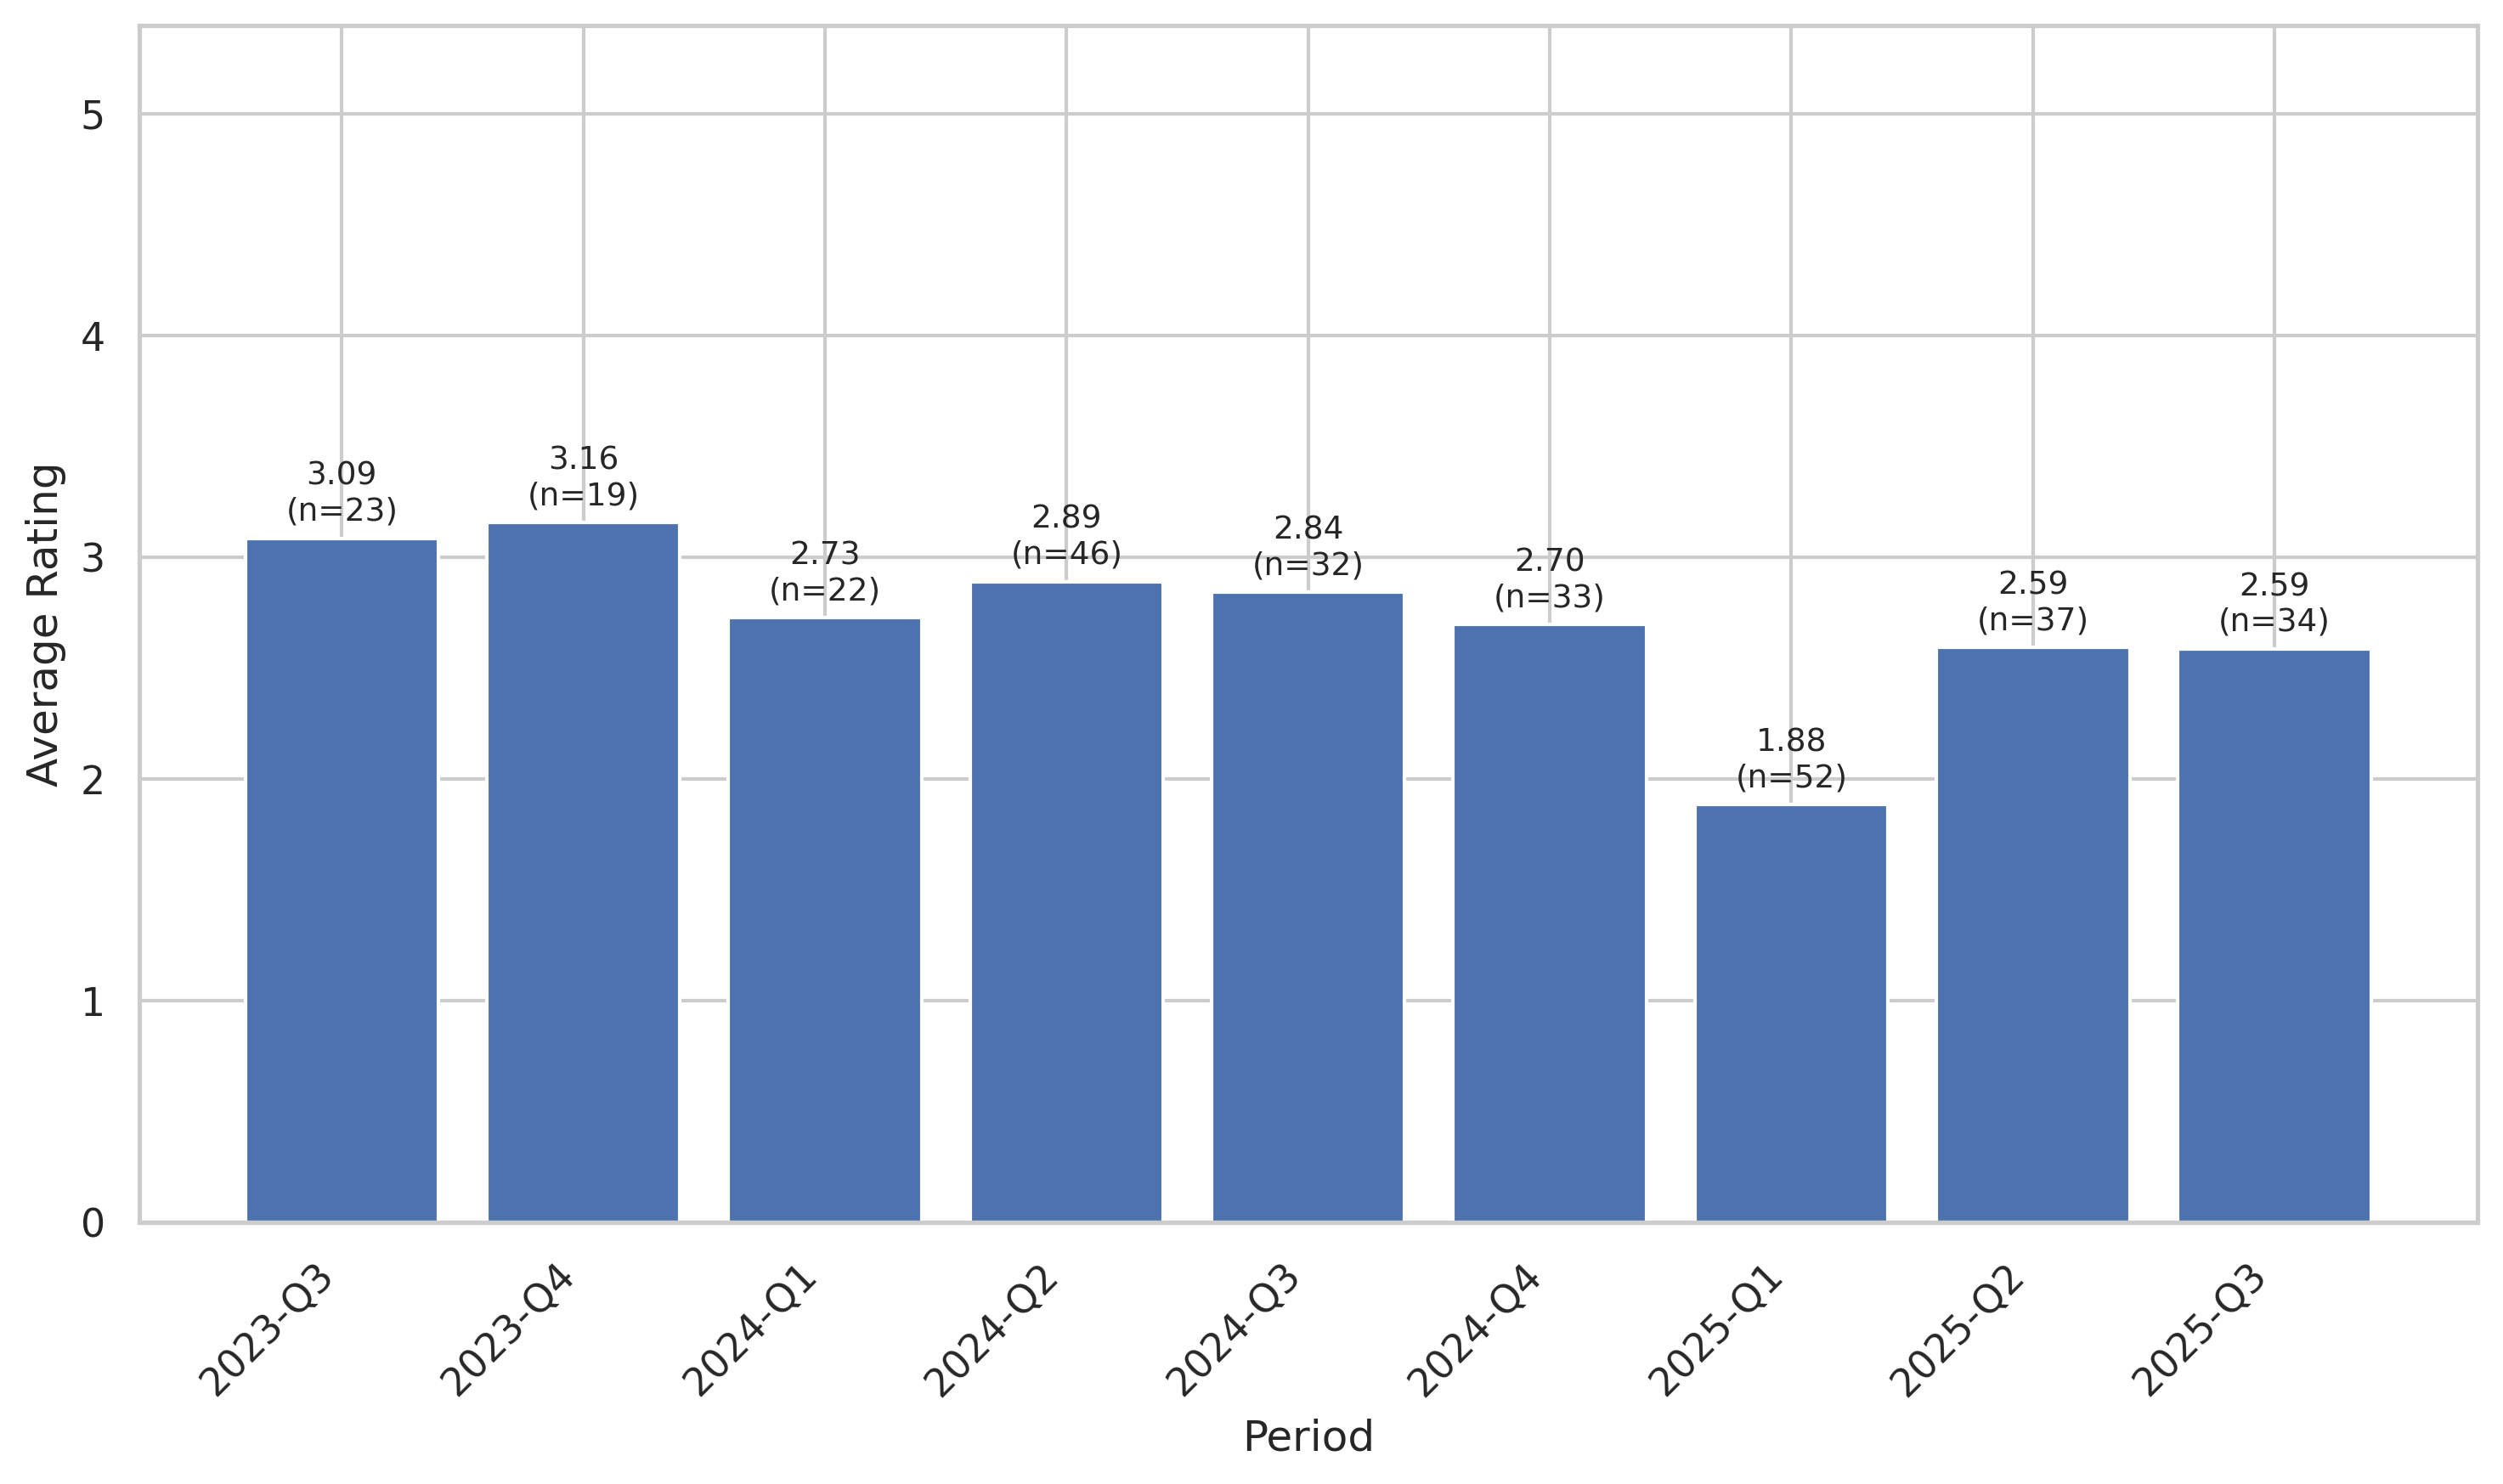 5
4
3
2
1
0
Average Rating
3.09
(n=23)
3.16
(n=19)
2.73
(n=22)
2.89
(n=46)
2.84
(n=32)
2.70
(n=33)
1.88
(n=52)
2.59
(n=37)
2.59
(n=34)
2023-Q3
2023-Q4
2024-Q1
2024-Q2
2024-Q3
2024-Q4
2025-Q1
2025-Q2
2025-Q3
Period